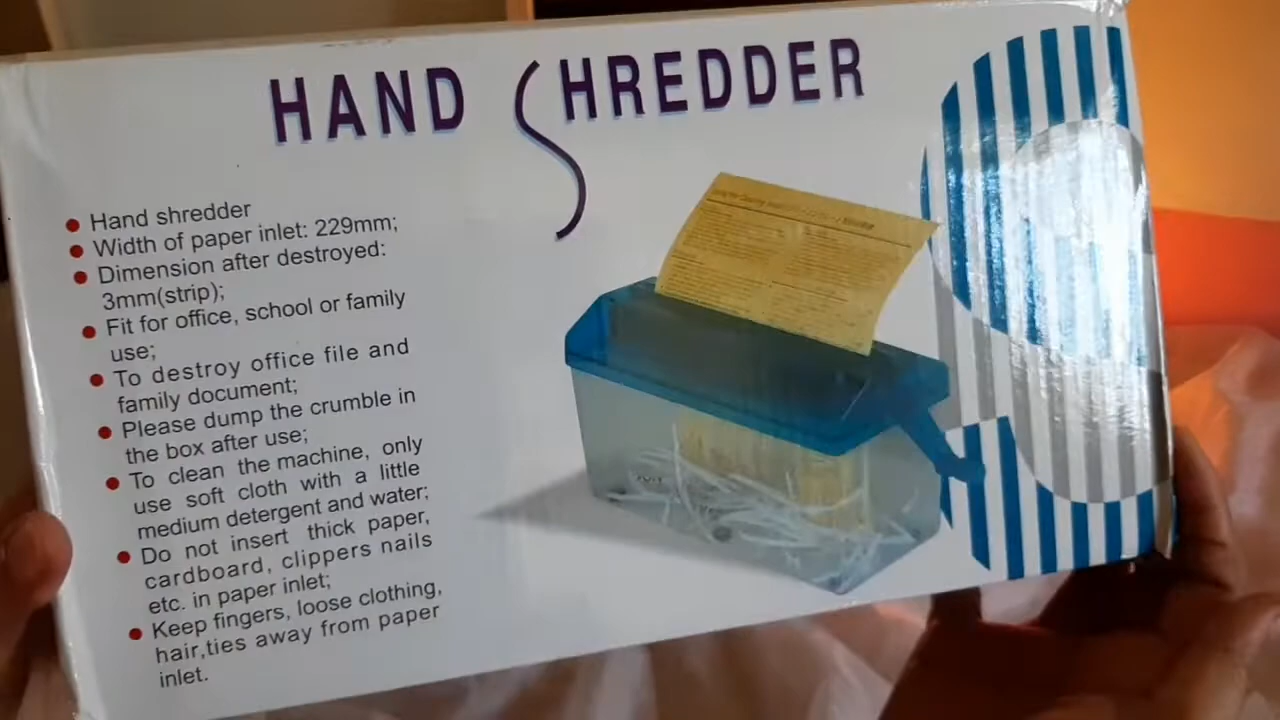 HAND SHREDDER
Hand shredder
Width of paper inlet: 229mm;
Dimension after destroyed:
3mm(strip);
Fit for office, school or family
use;
To destroy office file and
family document;
Please dump the crumble in
the box after use;
To clean the machine, only
use soft cloth with a little
medium detergent and water;
Do not insert thick paper,
cardboard, clippers nails
etc. in paper inlet;
Keep fingers, loose clothing,
hair,ties away from paper
inlet.